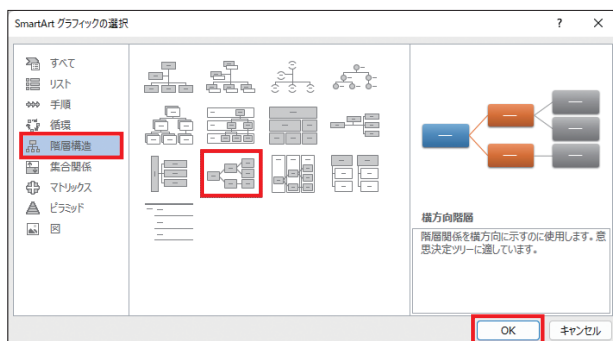 SmartArt グラフィックの選択
? ×
すべて
リスト
手順
循環
階層構造
集合関係
マトリックス
ピラミッド
図
横方向階層
階層関係を横方向に示すのに使用します。意
思決定ツリーに適しています。
OK
キャンセル